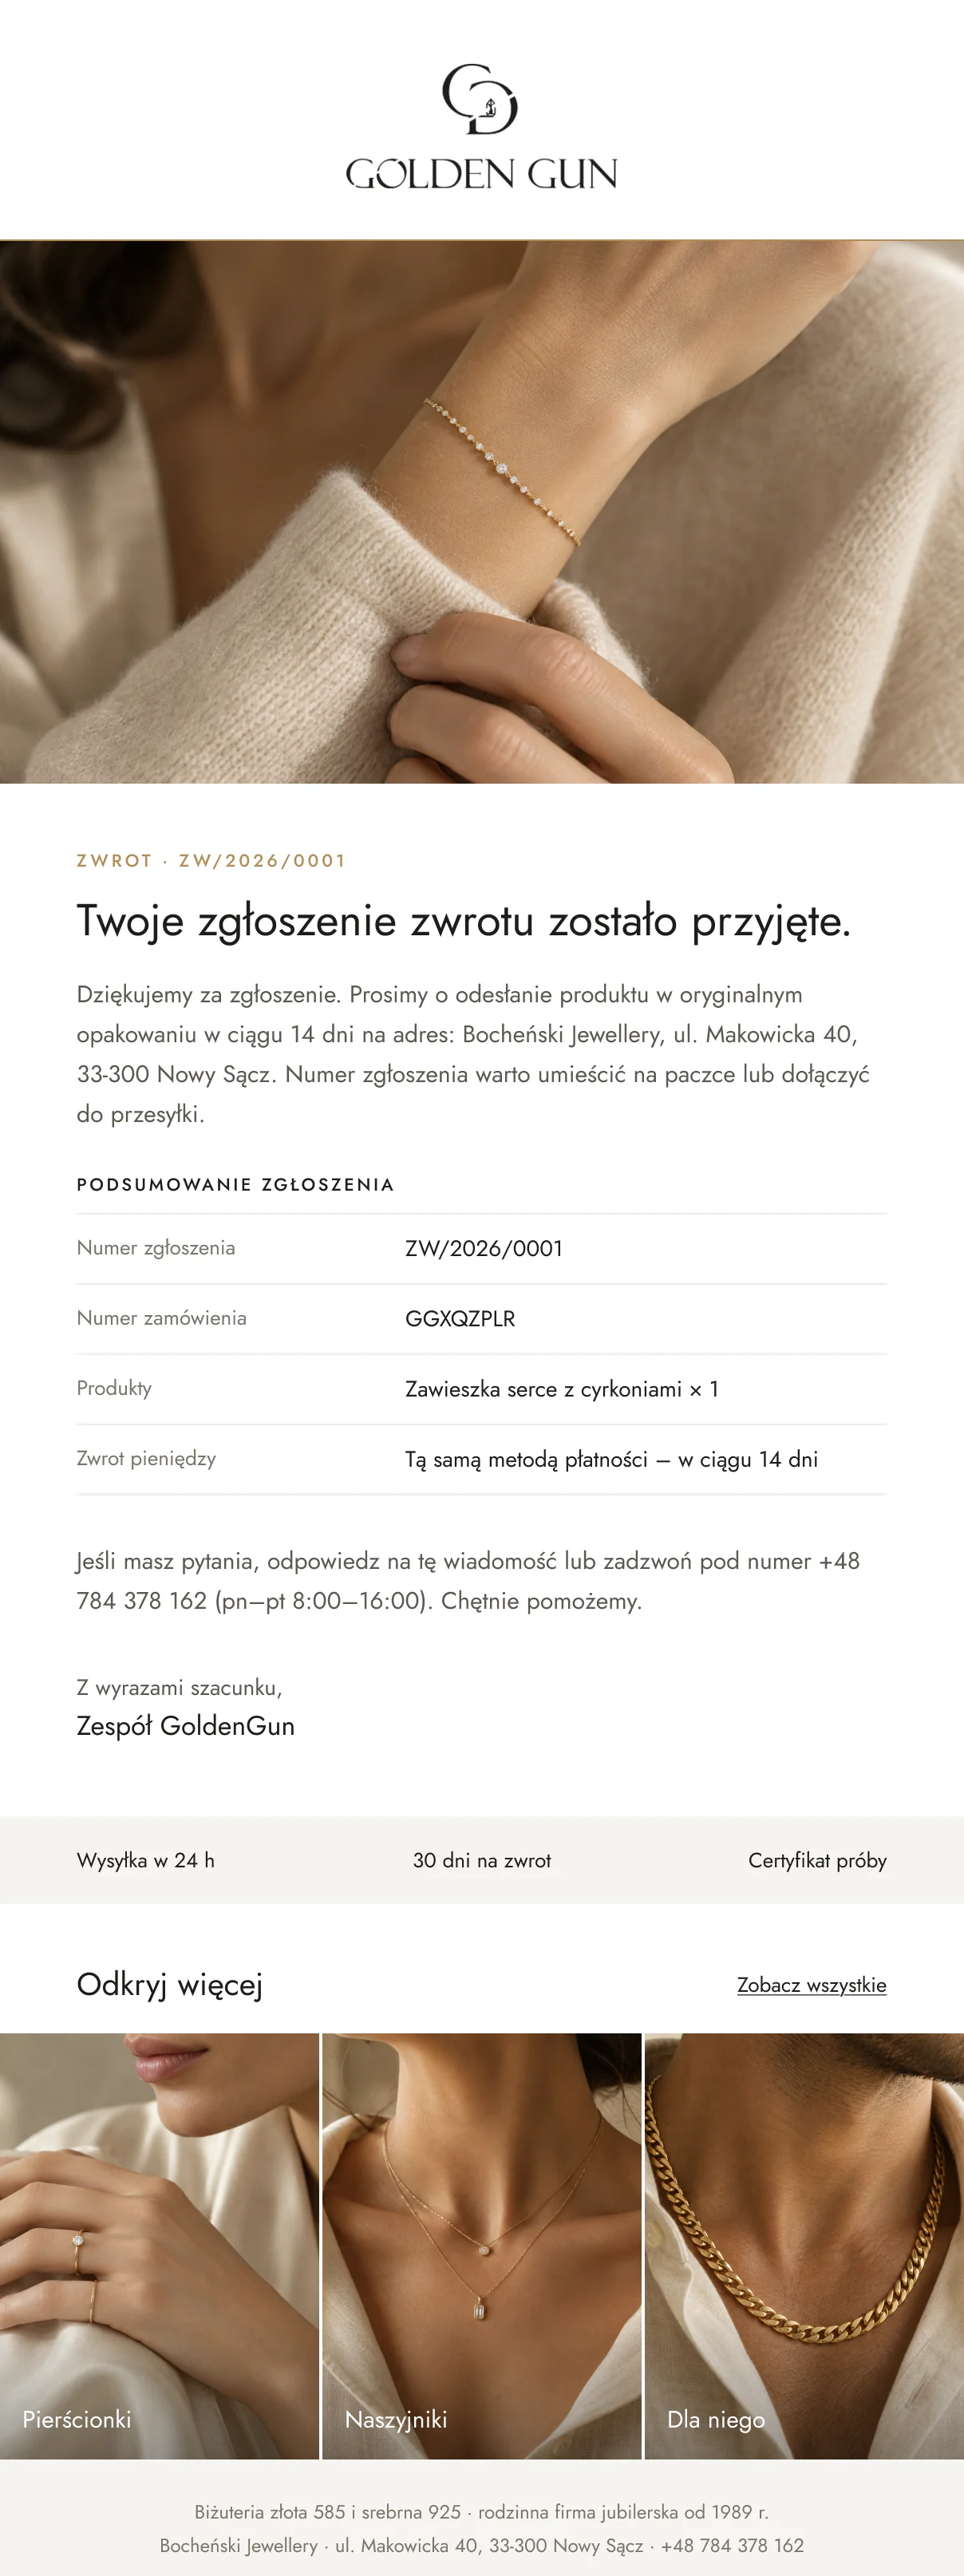 GOLDEN GUN
ZWROT · ZW/2026/0001
Twoje zgłoszenie zwrotu zostało przyjęte.
Dziękujemy za zgłoszenie. Prosimy o odesłanie produktu w oryginalnym
opakowaniu w ciągu 14 dni na adres: Bocheński Jewellery, ul. Makowicka 40,
33-300 Nowy Sącz. Numer zgłoszenia warto umieścić na paczce lub dołączyć
do przesyłki.
PODSUMOWANIE ZGŁOSZENIA
Numer zgłoszenia ZW/2026/0001
Numer zamówienia GGXQZPLR
Produkty Zawieszka serce z cyrkoniami × 1
Zwrot pieniędzy Tą samą metodą płatności – w ciągu 14 dni
Jeśli masz pytania, odpowiedz na tę wiadomość lub zadzwoń pod numer +48
784 378 162 (pn–pt 8:00–16:00). Chętnie pomożemy.
Z wyrazami szacunku,
Zespół GoldenGun
Wysyłka w 24 h 30 dni na zwrot Certyfikat próby
Odkryj więcej Zobacz wszystkie
Pierścionki Naszyjniki Dla niego
Biżuteria złota 585 i srebrna 925 · rodzinna firma jubilerska od 1989 r.
Bocheński Jewellery · ul. Makowicka 40, 33-300 Nowy Sącz · +48 784 378 162